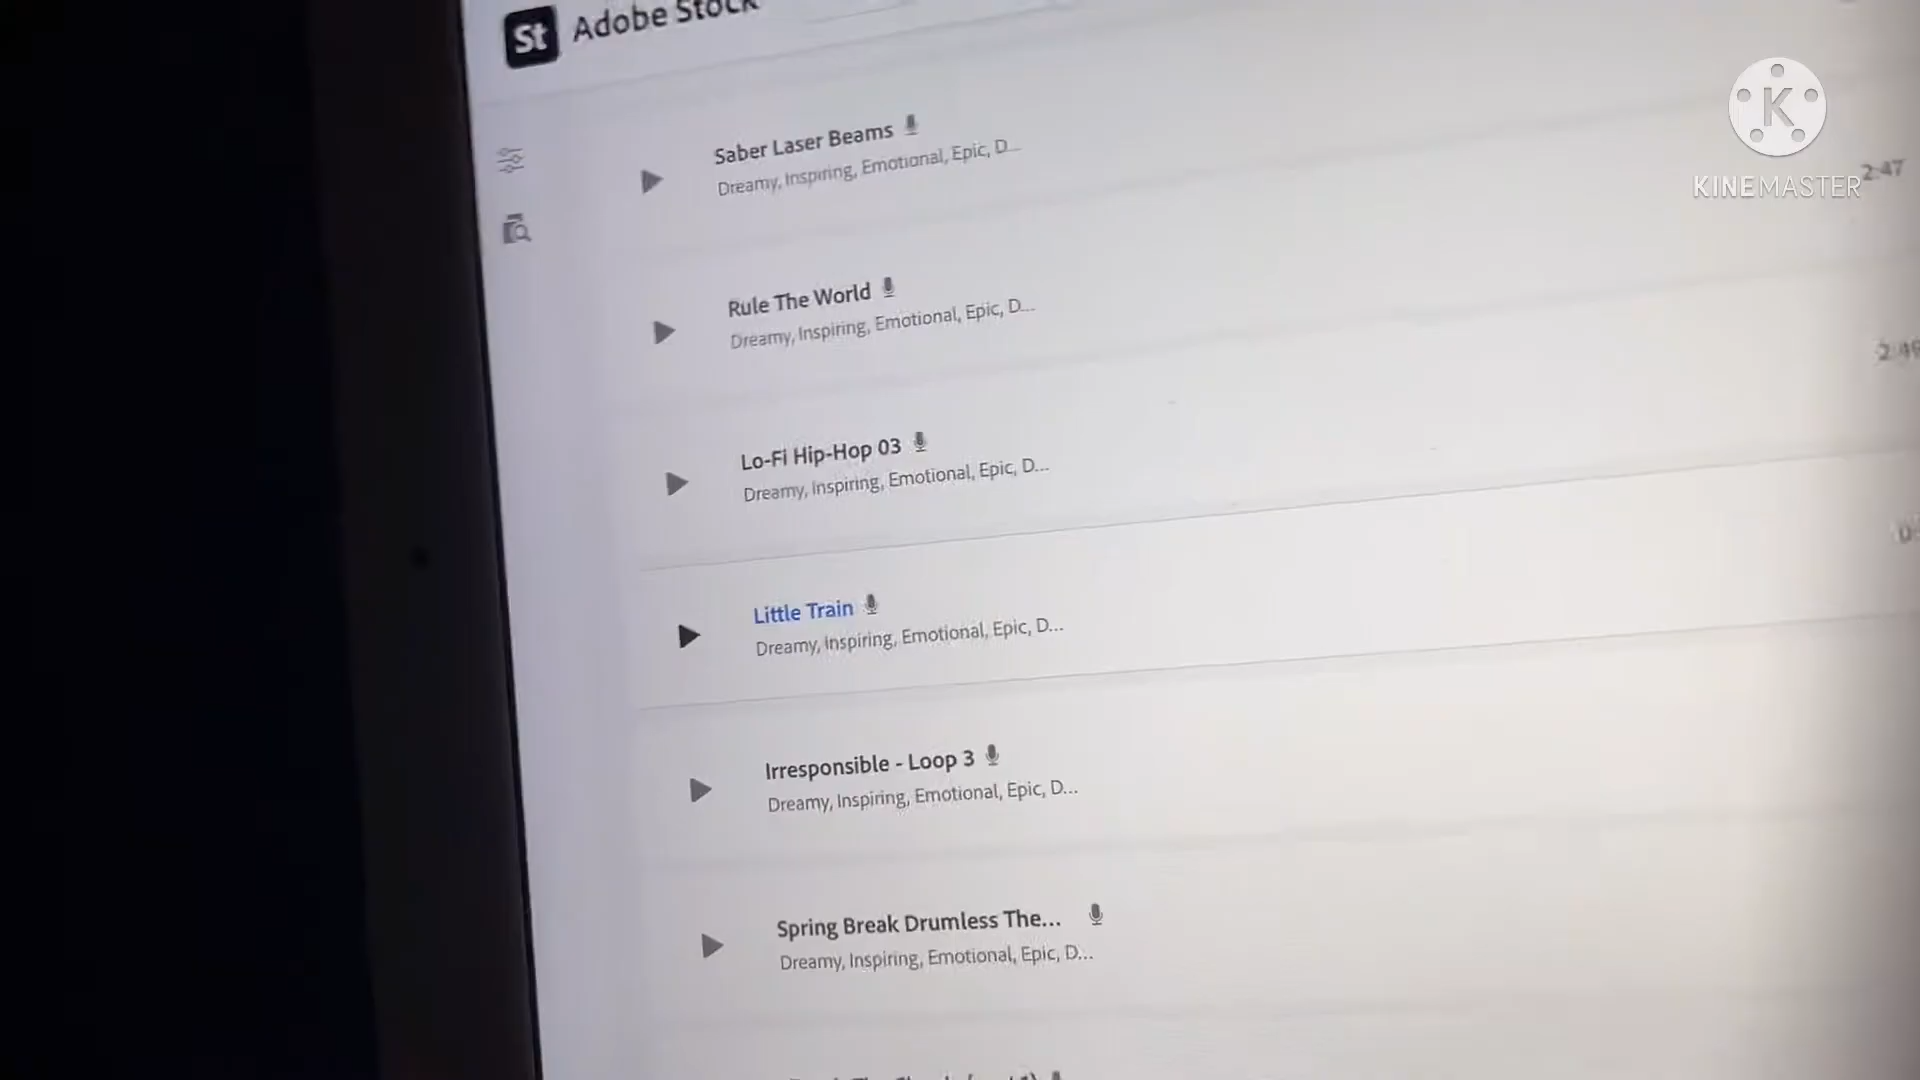 St Adobe Stock
Saber Laser Beams
Dreamy, Inspiring, Emotional, Epic, D...
2:47
Rule The World
Dreamy, Inspiring, Emotional, Epic, D...
Lo-Fi Hip-Hop 03
Dreamy, Inspiring, Emotional, Epic, D...
Little Train
Dreamy, Inspiring, Emotional, Epic, D...
Irresponsible - Loop 3
Dreamy, Inspiring, Emotional, Epic, D...
Spring Break Drumless The...
Dreamy, Inspiring, Emotional, Epic, D...
K
KINEMASTER